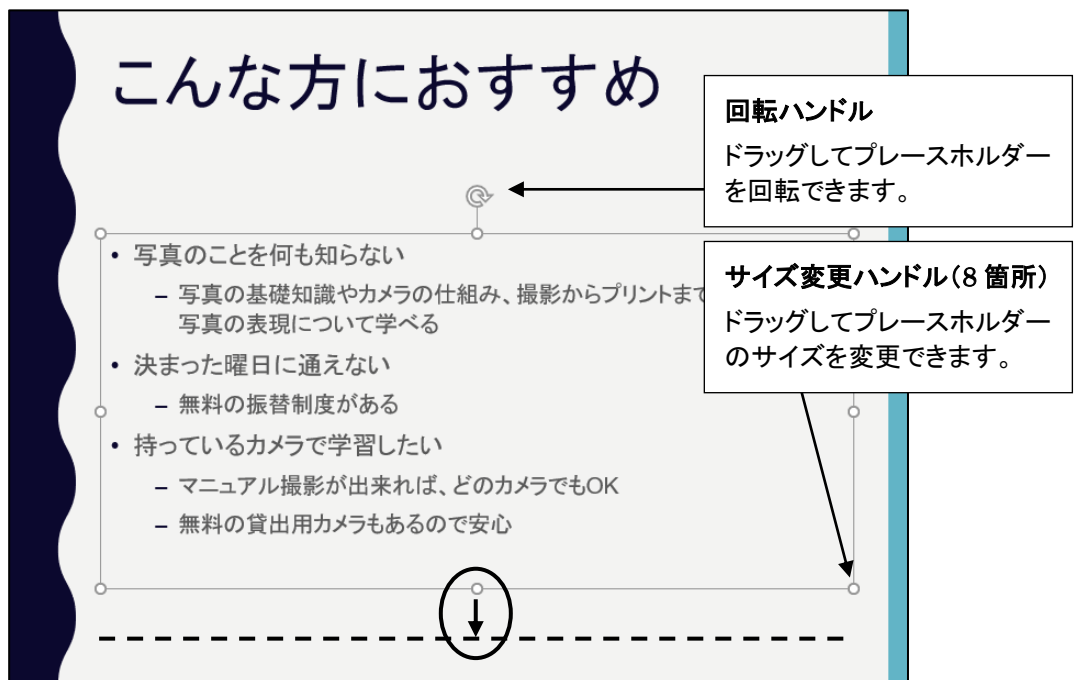 こんな方におすすめ
回転ハンドル
ドラッグしてプレースホルダー
を回転できます。
サイズ変更ハンドル(8 箇所)
ドラッグしてプレースホルダー
のサイズを変更できます。
• 写真のことを何も知らない
– 写真の基礎知識やカメラの仕組み、撮影からプリントまで
写真の表現について学べる
• 決まった曜日に通えない
– 無料の振替制度がある
• 持っているカメラで学習したい
– マニュアル撮影が出来れば、どのカメラでもOK
– 無料の貸出用カメラもあるので安心